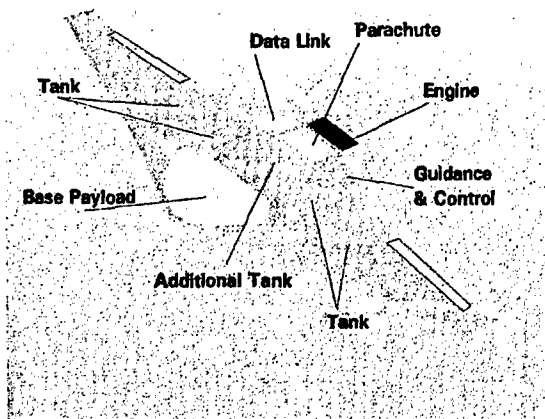 Parachute
Data Link
Tank
Engine
Guidance
& Control
Base Payload
Additional Tank
Tank